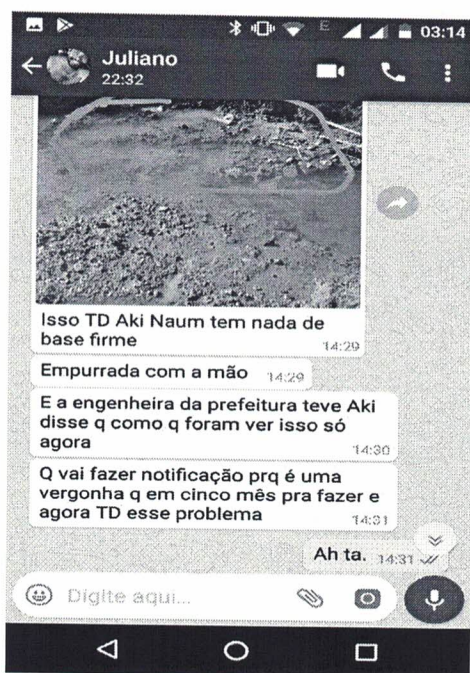 03:14
Juliano
22:32
Isso TD Aki Naum tem nada de
base firme
14:29
Empurrada com a mão 14:29
E a engenheira da prefeitura teve Aki
disse q como q foram ver isso só
agora
14:30
Q vai fazer notificação prq é uma
vergonha q em cinco mês pra fazer e
agora TD esse problema
14:31
Ah ta. 14:31
Digite aqui...